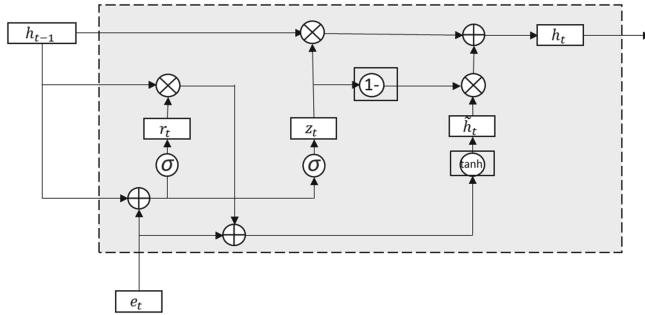 h_{t-1}
h_t
1-
r_t
z_t
h̃_t
σ
σ
tanh
e_t